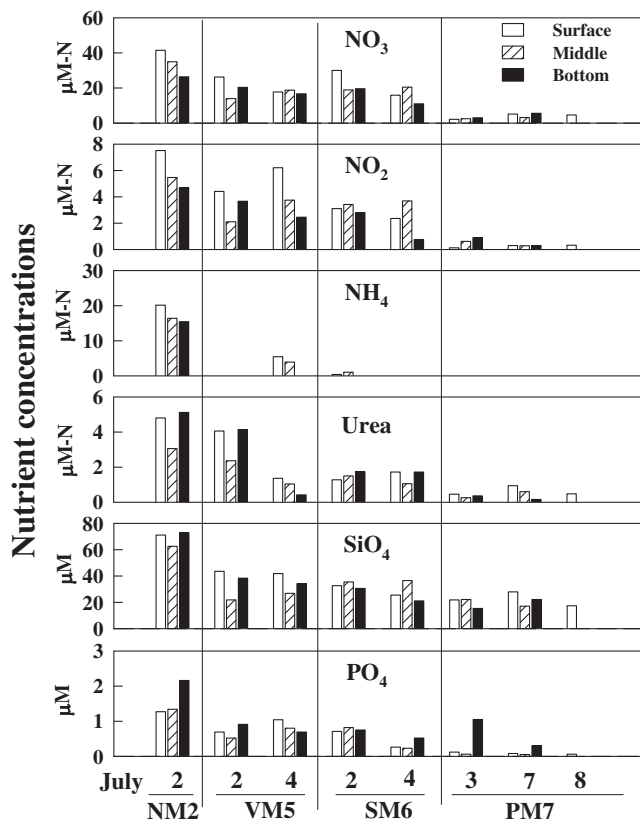 Nutrient concentrations
Surface
Middle
Bottom
NO3
μM-N
60
40
20
0
NO2
μM-N
8
6
4
2
0
NH4
μM-N
30
20
10
0
Urea
μM-N
6
4
2
0
SiO4
μM
80
60
40
20
0
PO4
μM
3
2
1
0
July 2 2 4 2 4 3 7 8
NM2 VM5 SM6 PM7